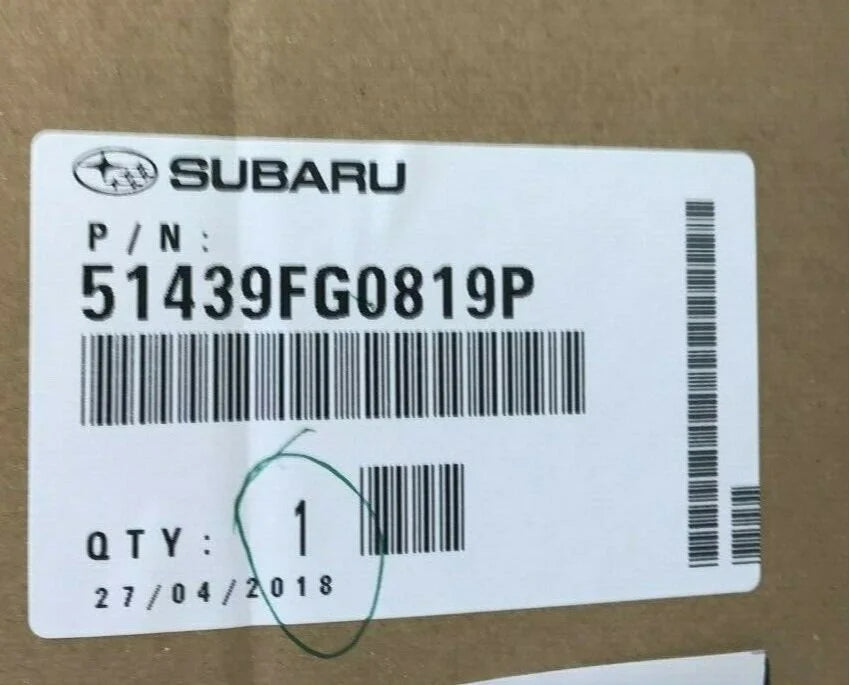 SUBARU
P/N:
51439FG0819P
QTY: 1
27/04/2018